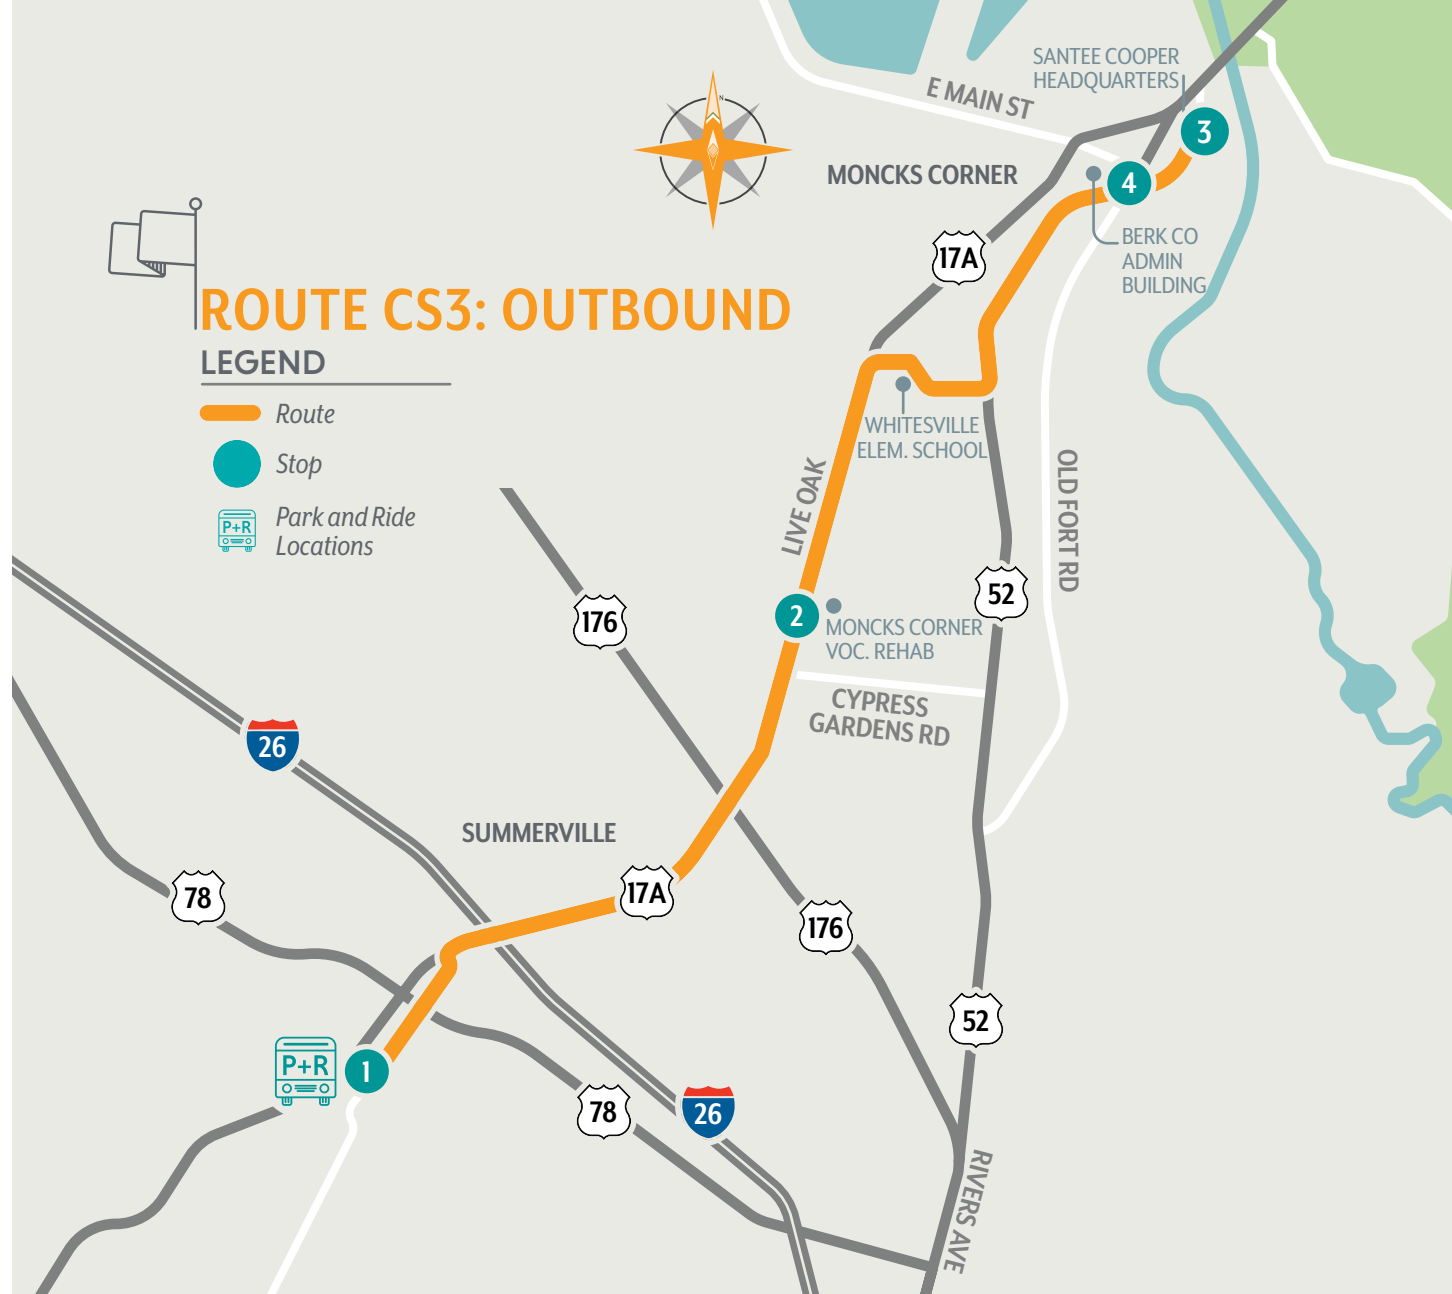 SANTEE COOPER
HEADQUARTERS
E MAIN ST
N
3
MONCKS CORNER
4
17A
BERK CO
ADMIN
BUILDING
ROUTE CS3: OUTBOUND
LEGEND
Route
Stop
P+R
Park and Ride
Locations
WHITESVILLE
ELEM. SCHOOL
LIVE OAK
OLD FORT RD
52
176
2
MONCKS CORNER
VOC. REHAB
CYPRESS
GARDENS RD
26
SUMMERVILLE
78
17A
176
52
P+R
1
78
26
RIVERS AVE